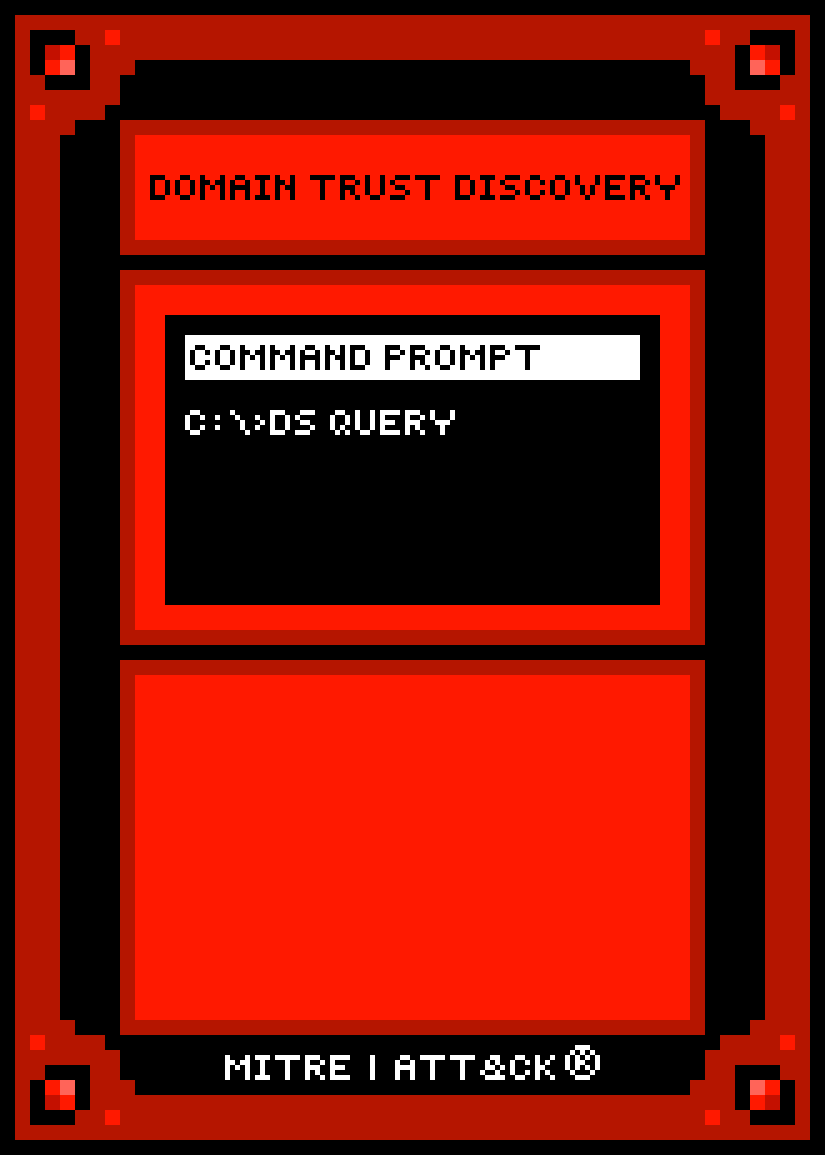 DOMAIN TRUST DISCOVERY
COMMAND PROMPT
C:\>DS QUERY
MITRE | ATT&CK®